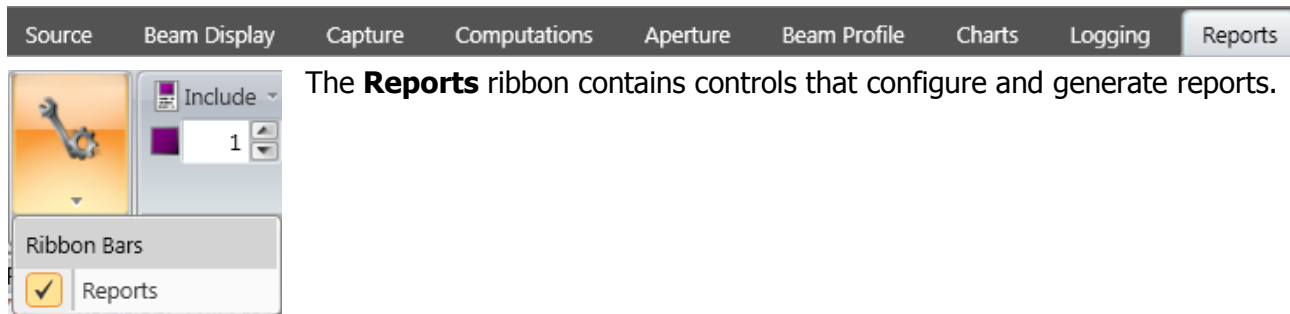 Source Beam Display Capture Computations Aperture Beam Profile Charts Logging Reports
The Reports ribbon contains controls that configure and generate reports.
Include
1
Ribbon Bars
Reports